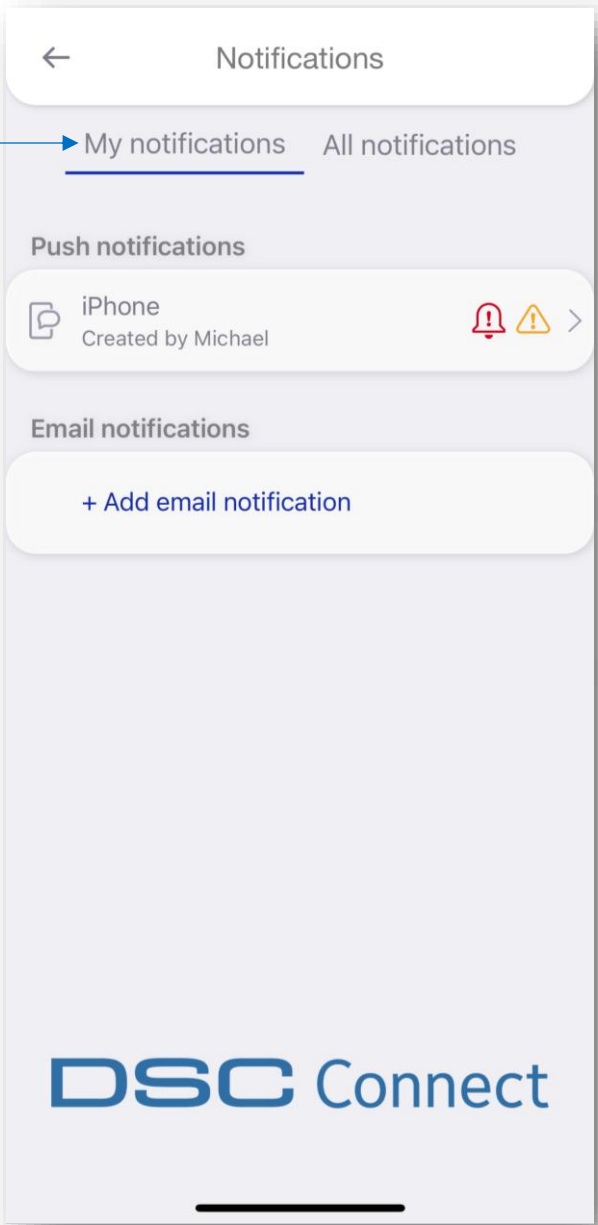 Notifications
My notifications All notifications
Push notifications
iPhone
Created by Michael
Email notifications
+ Add email notification
DSC Connect